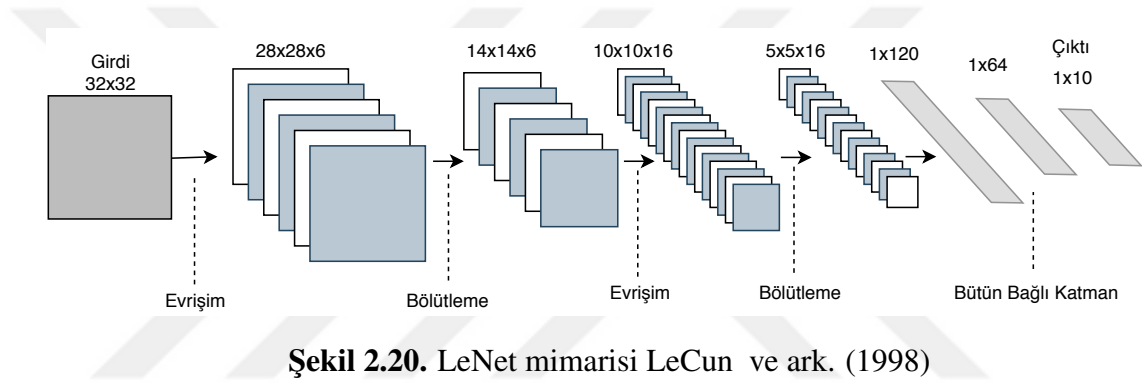 Girdi
32x32
28x28x6
14x14x6
10x10x16
5x5x16
1x120
1x64
Çıktı
1x10
Evrişim
Bölütleme
Evrişim
Bölütleme
Bütün Bağlı Katman
Şekil 2.20. LeNet mimarisi LeCun ve ark. (1998)